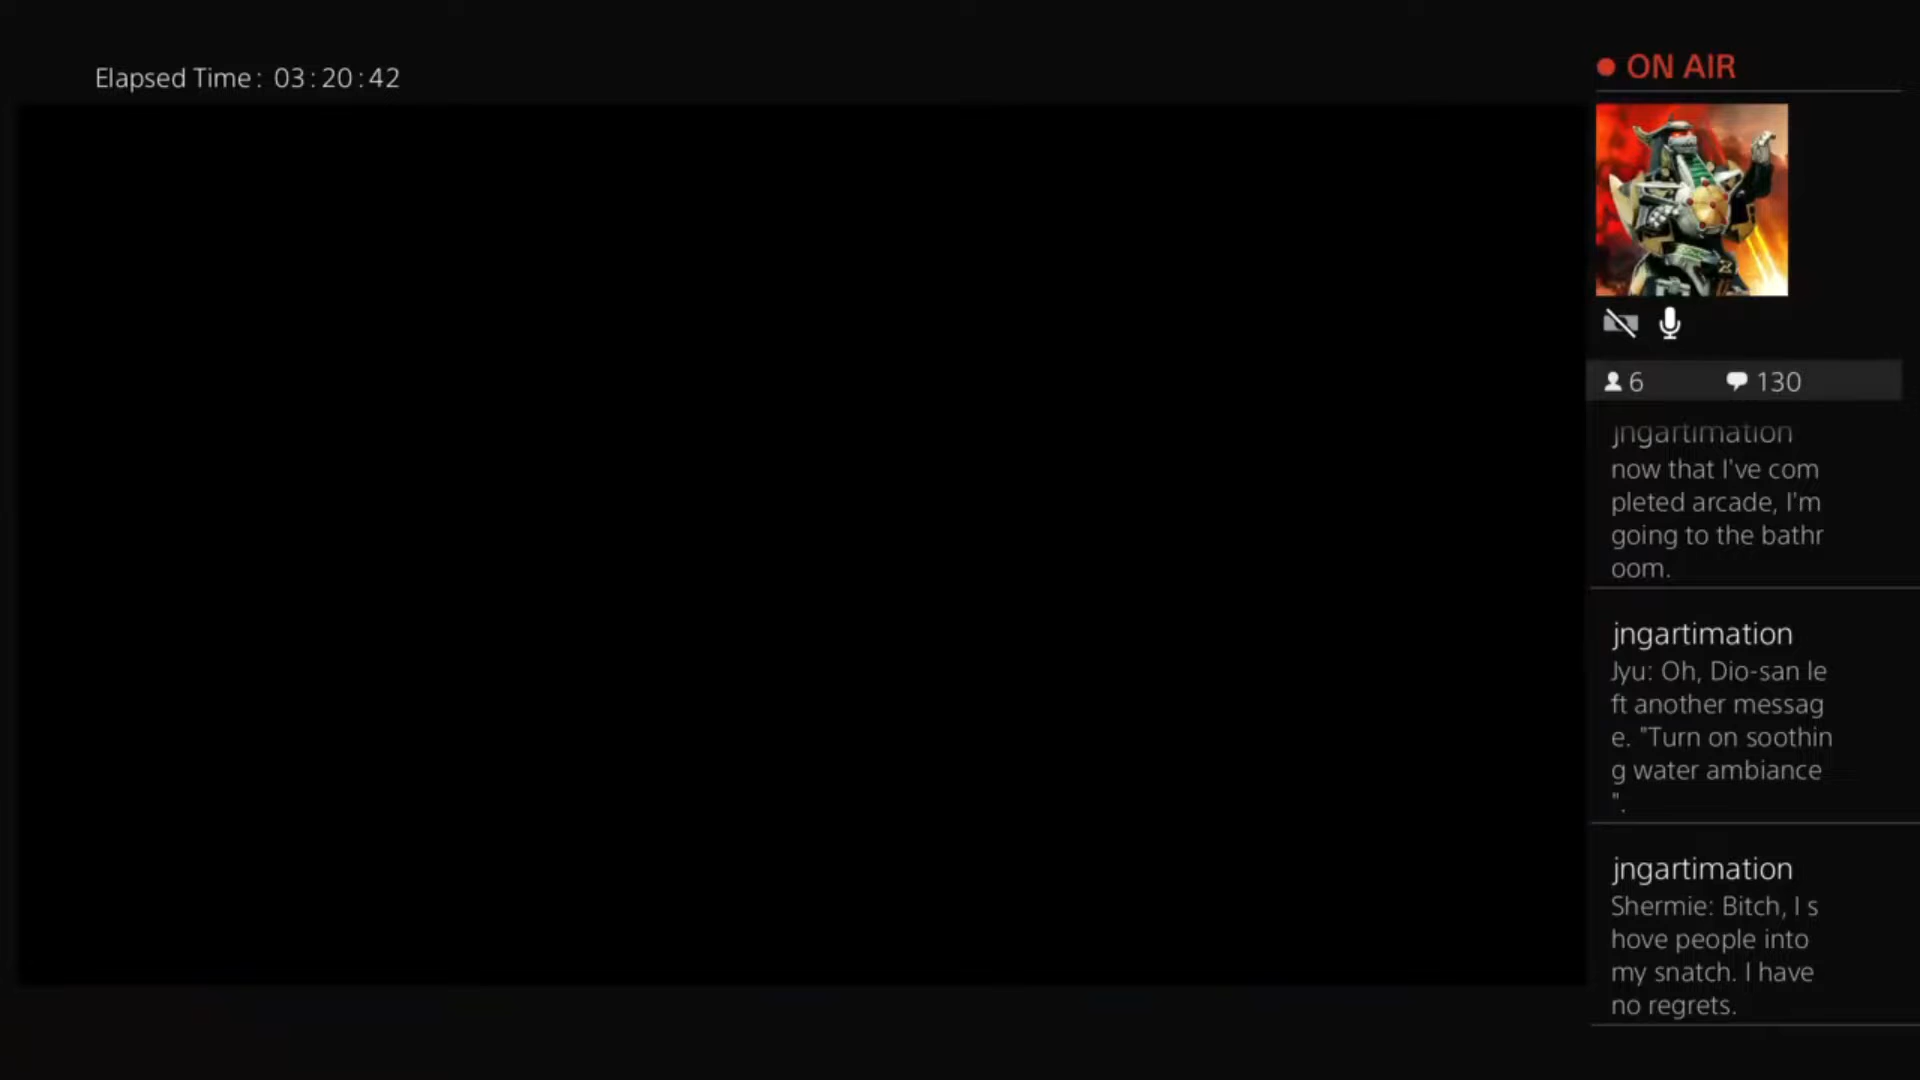 Elapsed Time: 03:20:42
ON AIR
6 130
jngartimation
now that I've com
pleted arcade, I'm
going to the bathr
oom.
jngartimation
Jyu: Oh, Dio-san le
ft another messag
e. "Turn on soothin
g water ambiance
".
jngartimation
Shermie: Bitch, I s
hove people into
my snatch. I have
no regrets.